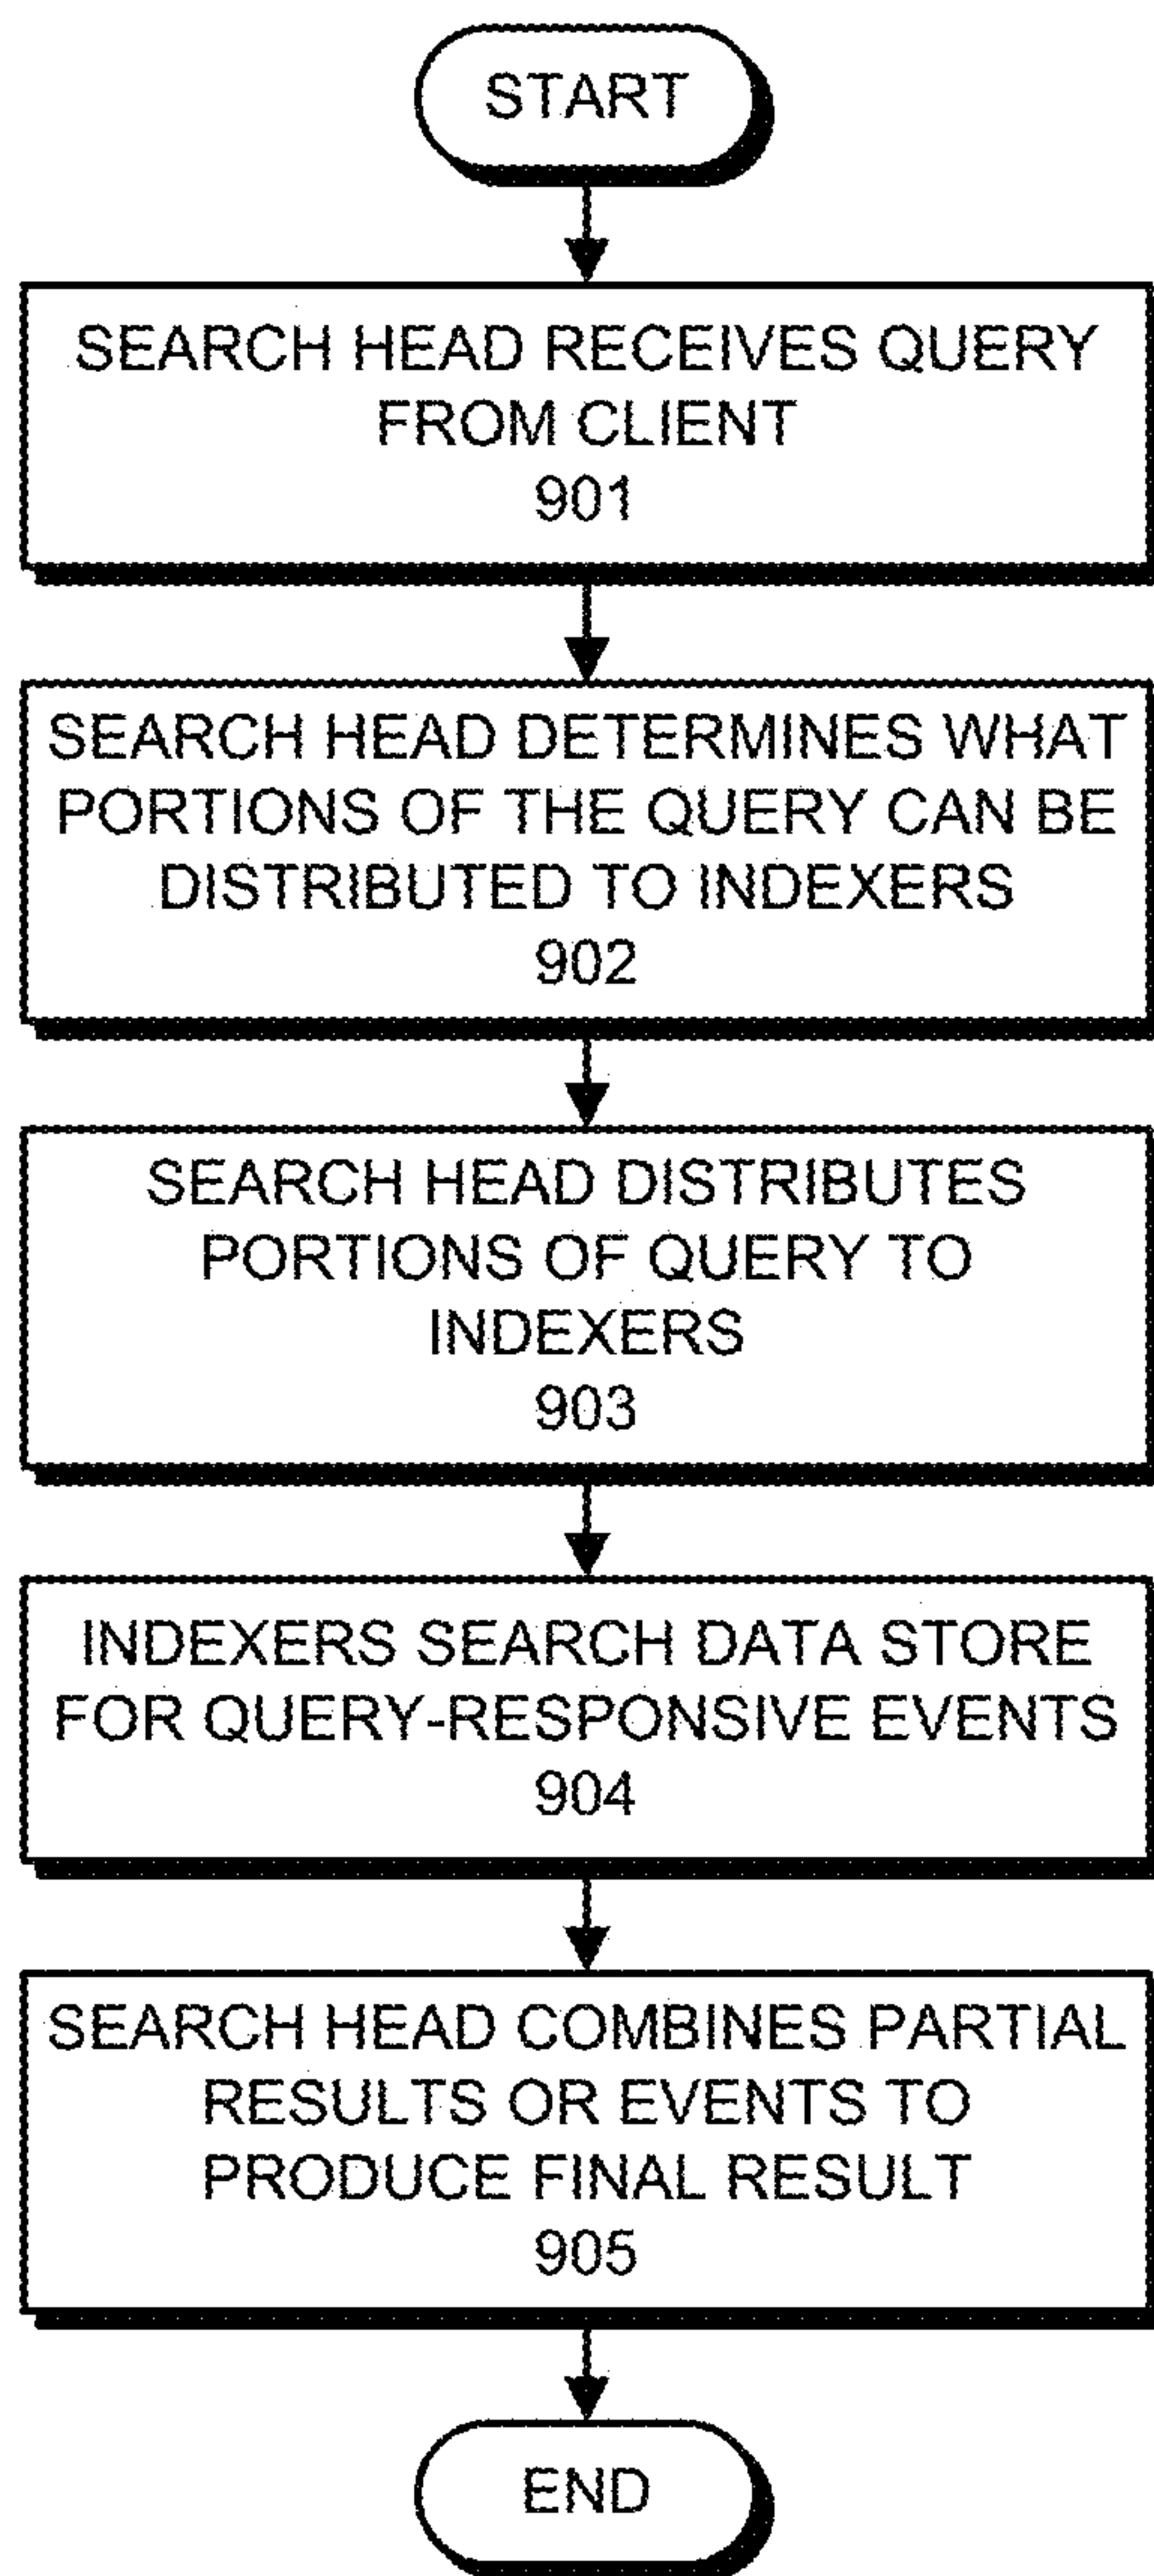 START
SEARCH HEAD RECEIVES QUERY
FROM CLIENT
901
SEARCH HEAD DETERMINES WHAT
PORTIONS OF THE QUERY CAN BE
DISTRIBUTED TO INDEXERS
902
SEARCH HEAD DISTRIBUTES
PORTIONS OF QUERY TO
INDEXERS
903
INDEXERS SEARCH DATA STORE
FOR QUERY-RESPONSIVE EVENTS
904
SEARCH HEAD COMBINES PARTIAL
RESULTS OR EVENTS TO
PRODUCE FINAL RESULT
905
END